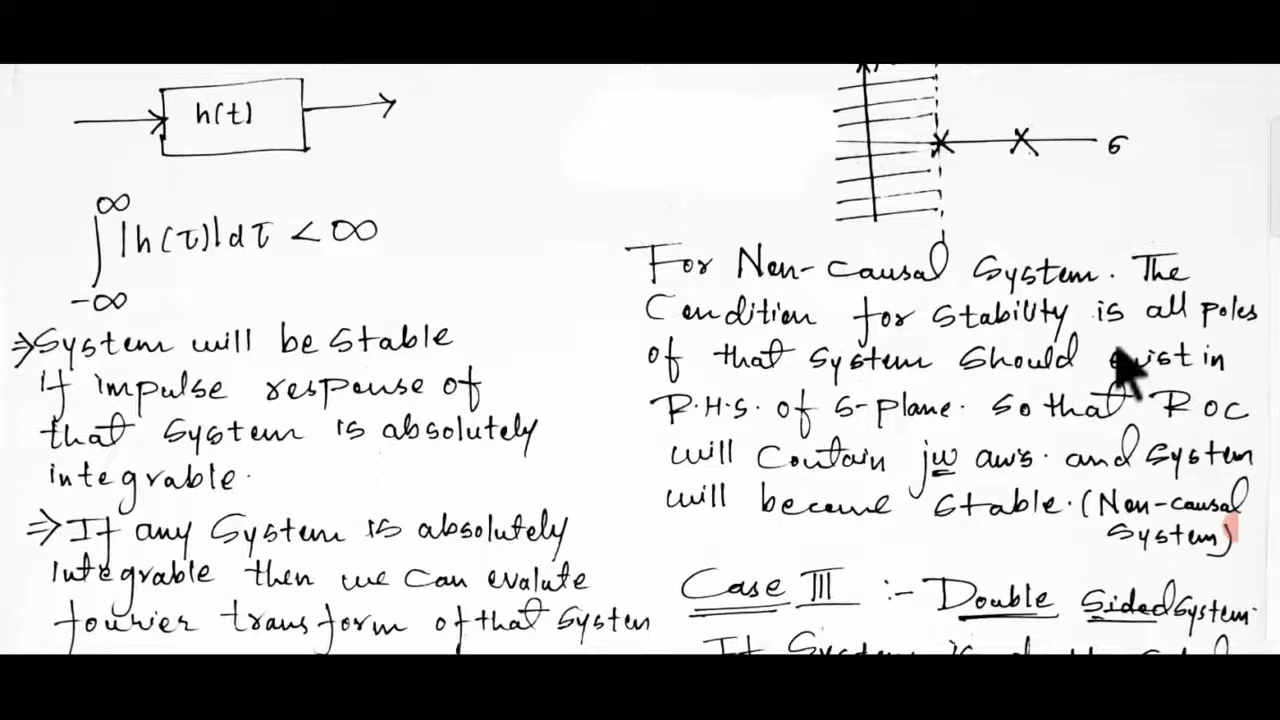 h(t)
∞
∫|h(τ)|dτ < ∞
-∞
⇒System will be Stable
If impulse response of
that System is absolutely
integrable.
⇒ If any System is absolutely
Integrable then we can evalute
fourier transform of that System
σ
For Non-causal System. The
Condition for Stability is all poles
of that System Should exist in
R.H.S. of S-plane. So that ROC
will Contain jw axis. and System
will become Stable. (Non-causal
System)
Case III :- Double Sided System.